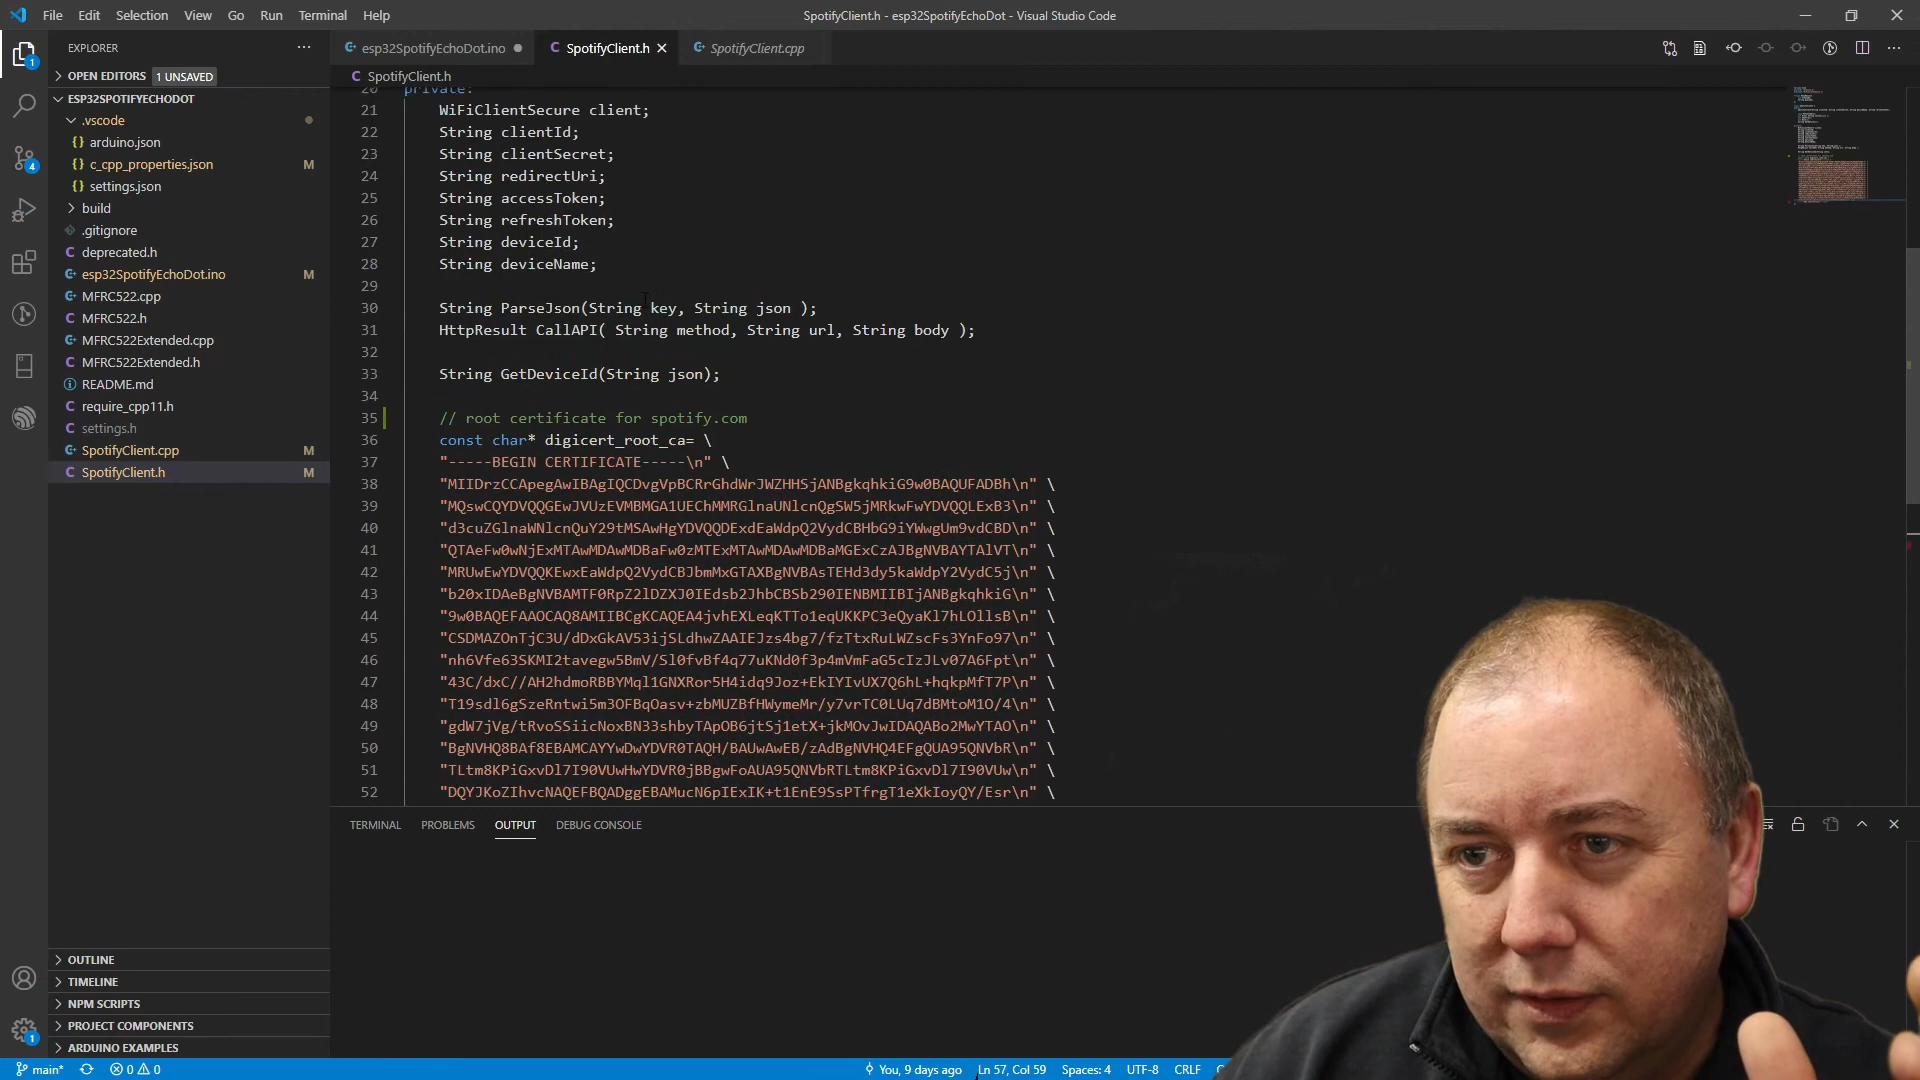 File Edit Selection View Go Run Terminal Help
SpotifyClient.h - esp32SpotifyEchoDot - Visual Studio Code
EXPLORER
OPEN EDITORS 1 UNSAVED
ESP32SPOTIFYECHODOT
.vscode
arduino.json
c_cpp_properties.json M
settings.json
build
.gitignore
deprecated.h
esp32SpotifyEchoDot.ino M
MFRC522.cpp
MFRC522.h
MFRC522Extended.cpp
MFRC522Extended.h
README.md
require_cpp11.h
settings.h
SpotifyClient.cpp M
SpotifyClient.h M
OUTLINE
TIMELINE
NPM SCRIPTS
PROJECT COMPONENTS
ARDUINO EXAMPLES
1
4
1
esp32SpotifyEchoDot.ino
SpotifyClient.h
SpotifyClient.cpp
SpotifyClient.h
20 private:
21 WiFiClientSecure client;
22 String clientId;
23 String clientSecret;
24 String redirectUri;
25 String accessToken;
26 String refreshToken;
27 String deviceId;
28 String deviceName;
29
30 String ParseJson(String key, String json );
31 HttpResult CallAPI( String method, String url, String body );
32
33 String GetDeviceId(String json);
34
35 // root certificate for spotify.com
36 const char* digicert_root_ca= \
37 "-----BEGIN CERTIFICATE-----\n" \
38 "MIIDrzCCApegAwIBAgIQCDvgVpBCRrGhdWrJWZHHSjANBgkqhkiG9w0BAQUFADBh\n" \
39 "MQswCQYDVQQGEwJVUzEVMBMGA1UEChMMRGlnaUNlcnQgSW5jMRkwFwYDVQQLExB3\n" \
40 "d3cuZGlnaWNlcnQuY29tMSAwHgYDVQQDExdEaWdpQ2VydCBHbG9iYWwgUm9vdCBD\n" \
41 "QTAeFw0wNjExMTAwMDAwMDBaFw0zMTExMTAwMDAwMDBaMGExCzAJBgNVBAYTAlVT\n" \
42 "MRUwEwYDVQQKEwxEaWdpQ2VydCBJbmMxGTAXBgNVBAsTEHd3dy5kaWdpY2VydC5j\n" \
43 "b20xIDAeBgNVBAMTF0RpZ2lDZXJ0IEdsb2JhbCBSb290IENBMIIBIjANBgkqhkiG\n" \
44 "9w0BAQEFAAOCAQ8AMIIBCgKCAQEA4jvhEXLeqKTTo1eqUKKPC3eQyaKl7hLOllsB\n" \
45 "CSDMAZOnTjC3U/dDxGkAV53ijSLdhwZAAIEJzs4bg7/fzTtxRuLWZscFs3YnFo97\n" \
46 "nh6Vfe63SKMI2tavegw5BmV/Sl0fvBf4q77uKNd0f3p4mVmFaG5cIzJLv07A6Fpt\n" \
47 "43C/dxC//AH2hdmoRBBYMql1GNXRor5H4idq9Joz+EkIYIvUX7Q6hL+hqkpMfT7P\n" \
48 "T19sdl6gSzeRntwi5m3OFBqOasv+zbMUZBfHWymeMr/y7vrTC0LUq7dBMtoM1O/4\n" \
49 "gdW7jVg/tRvoSSiicNoxBN33shbyTApOB6jtSj1etX+jkMOvJwIDAQABo2MwYTAO\n" \
50 "BgNVHQ8BAf8EBAMCAYYwDwYDVR0TAQH/BAUwAwEB/zAdBgNVHQ4EFgQUA95QNVbR\n" \
51 "TLtm8KPiGxvDl7I90VUwHwYDVR0jBBgwFoAUA95QNVbRTLtm8KPiGxvDl7I90VUw\n" \
52 "DQYJKoZIhvcNAQEFBQADggEBAMucN6pIExIK+t1EnE9SsPTfrgT1eXkIoyQY/Esr\n" \
TERMINAL PROBLEMS OUTPUT DEBUG CONSOLE
main* 0 0
You, 9 days ago Ln 57, Col 59 Spaces: 4 UTF-8 CRLF